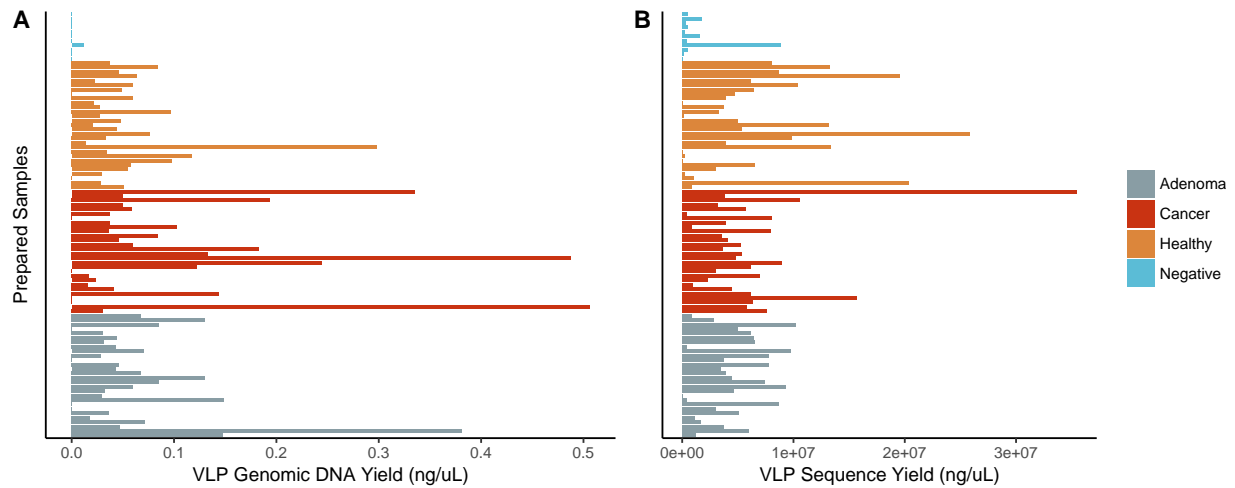 A
B
Prepared Samples
Adenoma
Cancer
Healthy
Negative
0.0 0.1 0.2 0.3 0.4 0.5
0e+00 1e+07 2e+07 3e+07
VLP Genomic DNA Yield (ng/uL)
VLP Sequence Yield (ng/uL)